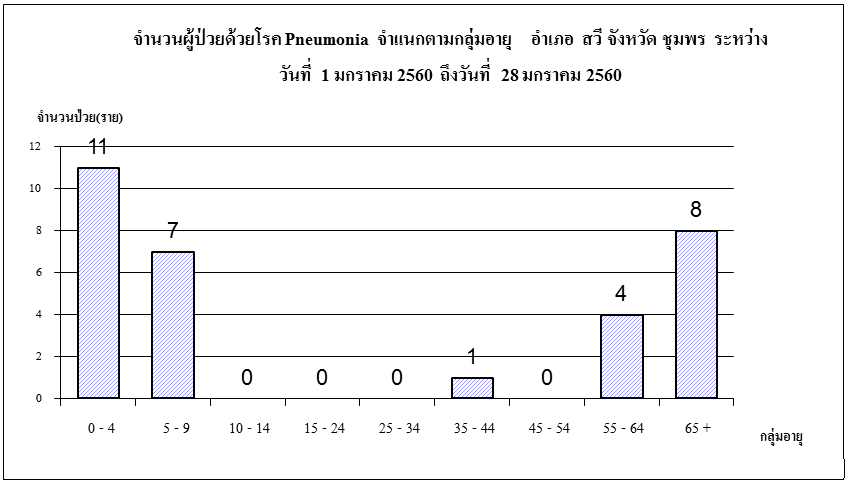 จำนวนผู้ป่วยด้วยโรค Pneumonia จำแนกตามกลุ่มอายุ อำเภอ สวี จังหวัด ชุมพร ระหว่าง
วันที่ 1 มกราคม 2560 ถึงวันที่ 28 มกราคม 2560
จำนวนป่วย(ราย)
12
10
8
6
4
2
0
11
7
0
0
0
1
0
4
8
0 - 4
5 - 9
10 - 14
15 - 24
25 - 34
35 - 44
45 - 54
55 - 64
65 +
กลุ่มอายุ